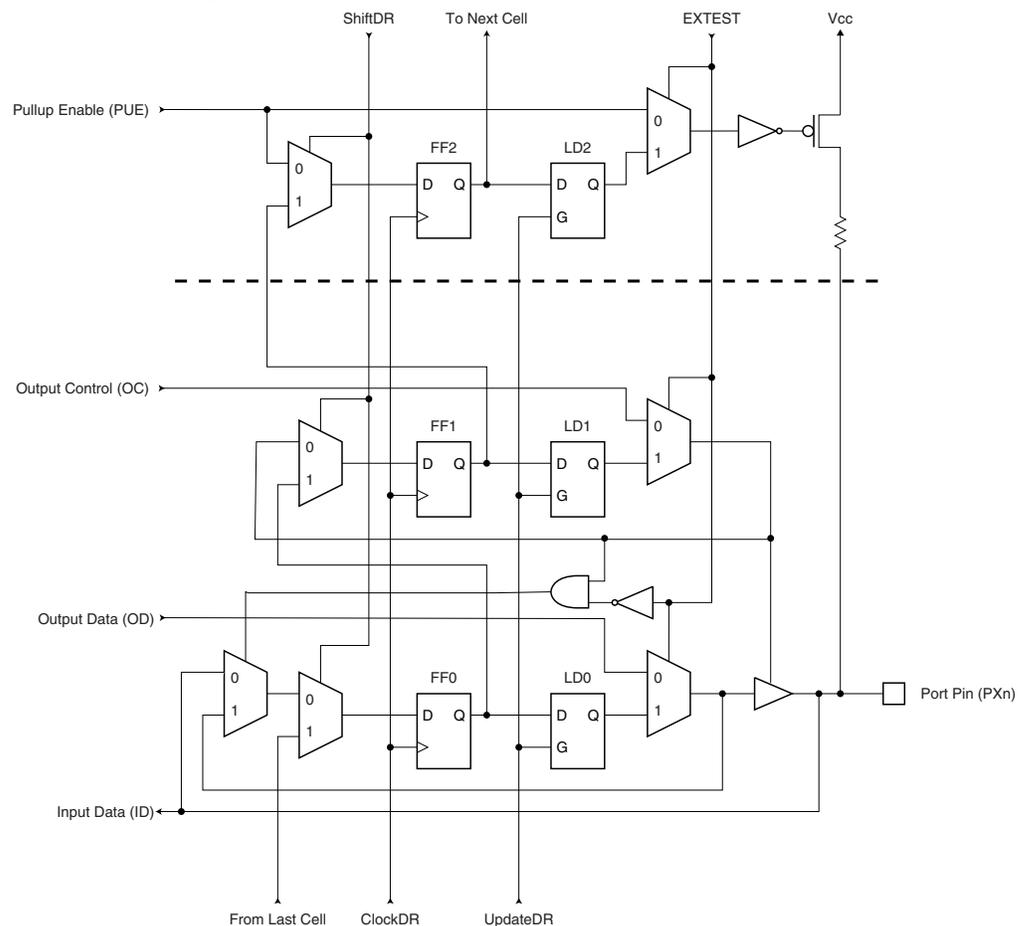 ShiftDR
To Next Cell
EXTEST
Vcc
Pullup Enable (PUE)
0
1
FF2
D Q
LD2
D Q
G
0
1
Output Control (OC)
0
1
FF1
D Q
LD1
D Q
G
0
1
Output Data (OD)
0
1
0
1
FF0
D Q
LD0
D Q
G
0
1
Port Pin (PXn)
Input Data (ID)
From Last Cell
ClockDR
UpdateDR